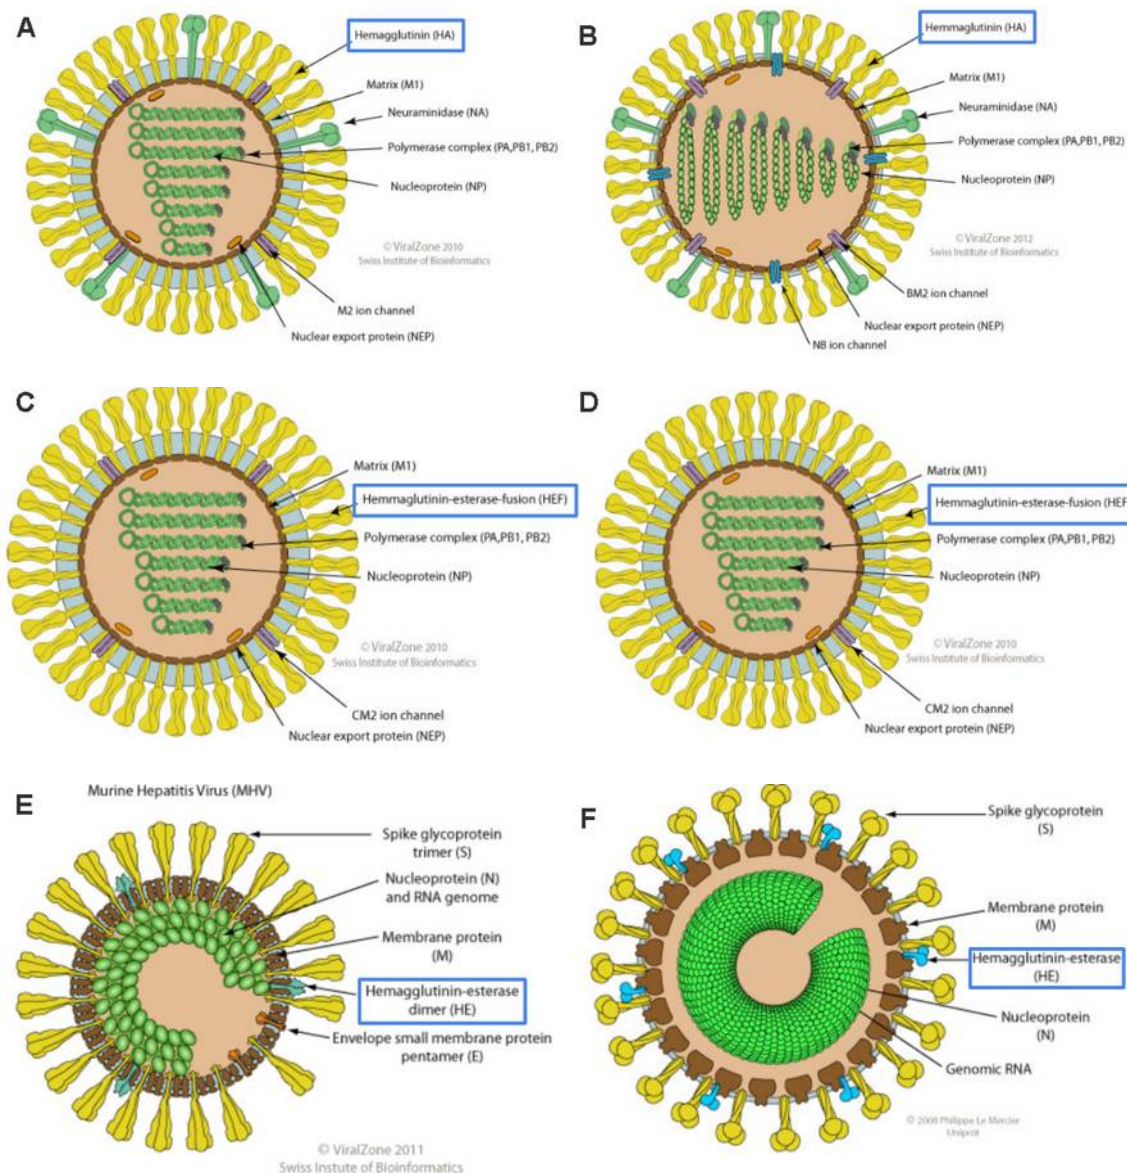 A
Hemagglutinin (HA)
Matrix (M1)
Neuraminidase (NA)
Polymerase complex (PA,PB1, PB2)
Nucleoprotein (NP)
© ViralZone 2010
Swiss Institute of Bioinformatics
M2 ion channel
Nuclear export protein (NEP)
B
Hemmaglutinin (HA)
Matrix (M1)
Neuraminidase (NA)
Polymerase complex (PA,PB1, PB2)
Nucleoprotein (NP)
© ViralZone 2012
Swiss Institute of Bioinformatics
BM2 ion channel
Nuclear export protein (NEP)
NB ion channel
C
Matrix (M1)
Hemmaglutinin-esterase-fusion (HEF)
Polymerase complex (PA,PB1, PB2)
Nucleoprotein (NP)
© ViralZone 2010
Swiss Institute of Bioinformatics
CM2 ion channel
Nuclear export protein (NEP)
D
Matrix (M1)
Hemmaglutinin-esterase-fusion (HEF
Polymerase complex (PA,PB1, PB2)
Nucleoprotein (NP)
© ViralZone 2010
Swiss Institute of Bioinformatics
CM2 ion channel
Nuclear export protein (NEP)
E
Murine Hepatitis Virus (MHV)
Spike glycoprotein
trimer (S)
Nucleoprotein (N)
and RNA genome
Membrane protein
(M)
Hemagglutinin-esterase
dimer (HE)
Envelope small membrane protein
pentamer (E)
© ViralZone 2011
Swiss Instute of Bioinformatics
F
Spike glycoprotein
(S)
Membrane protein
(M)
Hemagglutinin-esterase
(HE)
Nucleoprotein
(N)
Genomic RNA
© 2008 Philippe Le Mercier
Uniprot